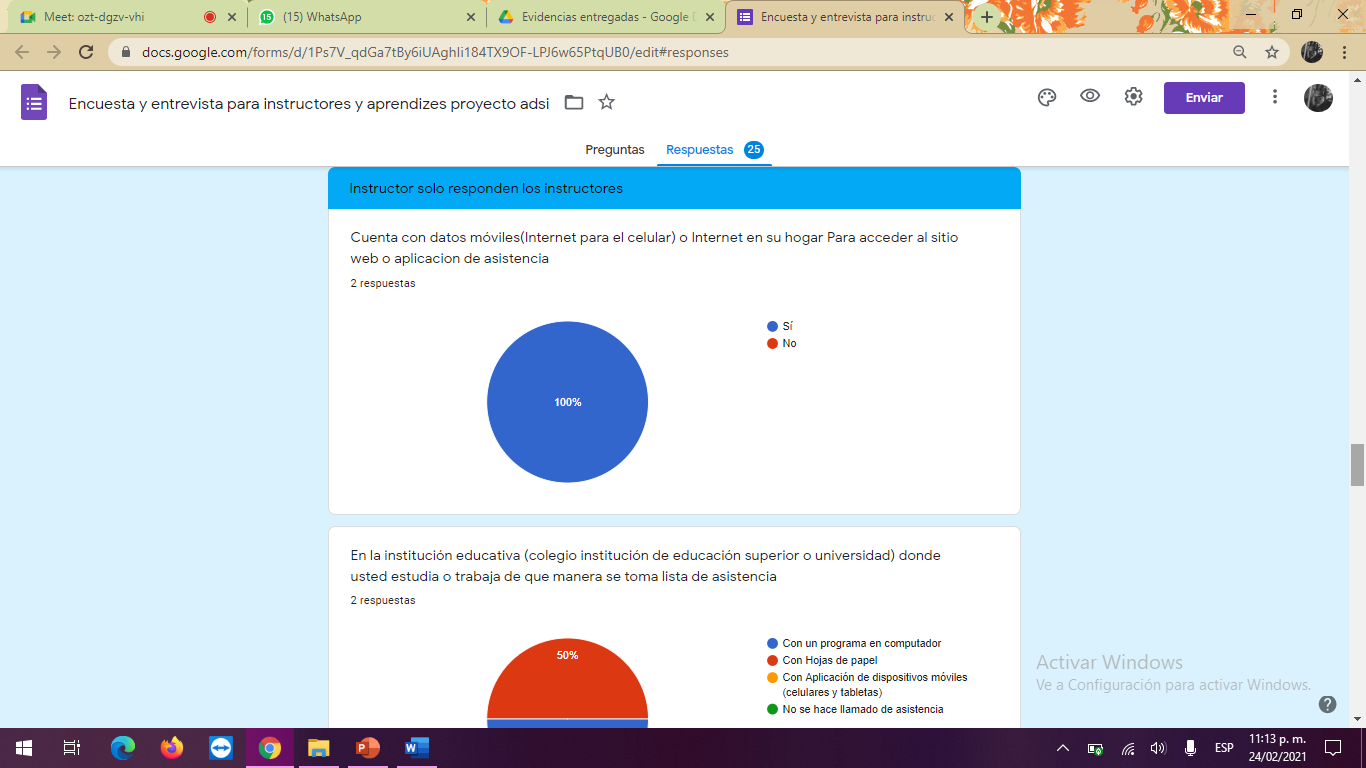 Meet: ozt-dgzv-vhi
(15) WhatsApp
Evidencias entregadas - Google D
Encuesta y entrevista para instruc
docs.google.com/forms/d/1Ps7V_qdGa7tBy6iUAghIi184TX9OF-LPJ6w65PtqUB0/edit#responses
Encuesta y entrevista para instructores y aprendizes proyecto adsi
Enviar
Preguntas
Respuestas 25
Instructor solo responden los instructores
Cuenta con datos móviles(Internet para el celular) o Internet en su hogar Para acceder al sitio
web o aplicacion de asistencia
2 respuestas
Sí
No
100%
En la institución educativa (colegio institución de educación superior o universidad) donde
usted estudia o trabaja de que manera se toma lista de asistencia
2 respuestas
50%
Con un programa en computador
Con Hojas de papel
Con Aplicación de dispositivos móviles
(celulares y tabletas)
No se hace llamado de asistencia
Activar Windows
Ve a Configuración para activar Windows.
ESP
11:13 p. m.
24/02/2021